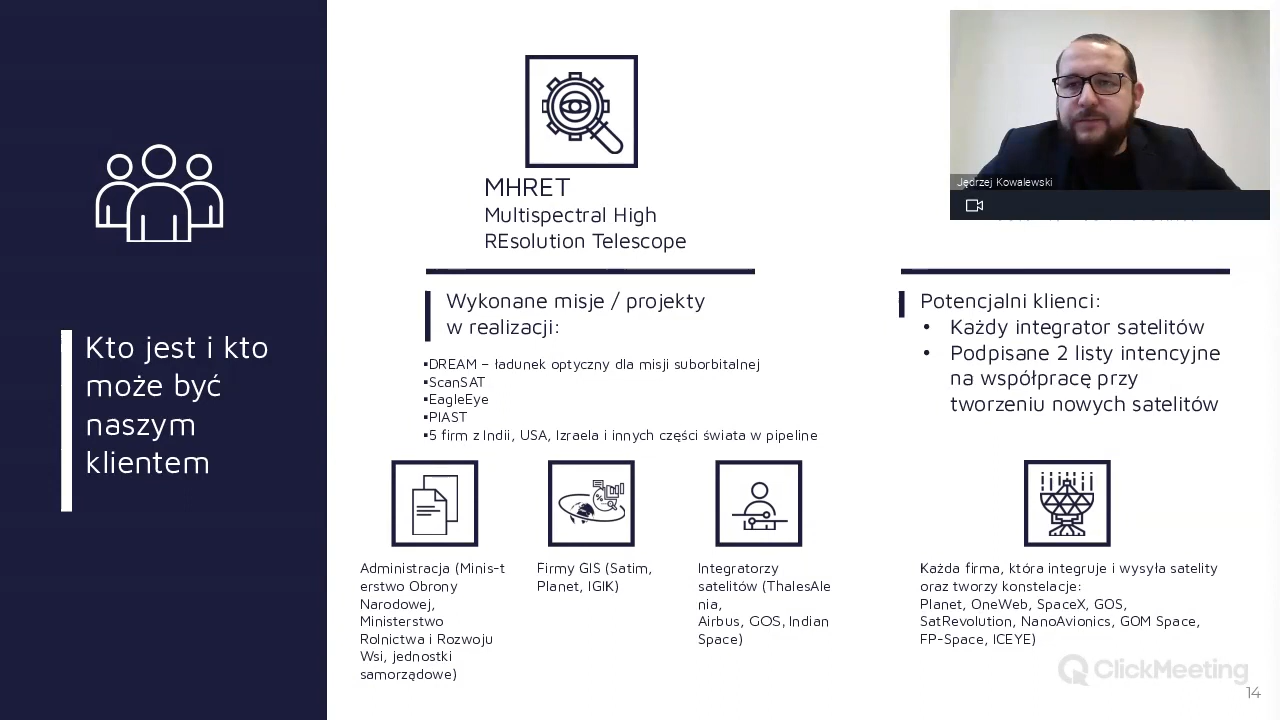 Kto jest i kto
może być
naszym
klientem
MHRET
Multispectral High
REsolution Telescope
Wykonane misje / projekty
w realizacji:
▪DREAM – ładunek optyczny dla misji suborbitalnej
▪ScanSAT
▪EagleEye
▪PIAST
▪5 firm z Indii, USA, Izraela i innych części świata w pipeline
Administracja (Minis-t
erstwo Obrony
Narodowej,
Ministerstwo
Rolnictwa i Rozwoju
Wsi, jednostki
samorządowe)
Firmy GIS (Satim,
Planet, IGIK)
Integratorzy
satelitów (ThalesAle
nia,
Airbus, GOS, Indian
Space)
Jędrzej Kowalewski
Potencjalni klienci:
• Każdy integrator satelitów
• Podpisane 2 listy intencyjne
na współpracę przy
tworzeniu nowych satelitów
Każda firma, która integruje i wysyła satelity
oraz tworzy konstelacje:
Planet, OneWeb, SpaceX, GOS,
SatRevolution, NanoAvionics, GOM Space,
FP-Space, ICEYE)
ClickMeeting
14